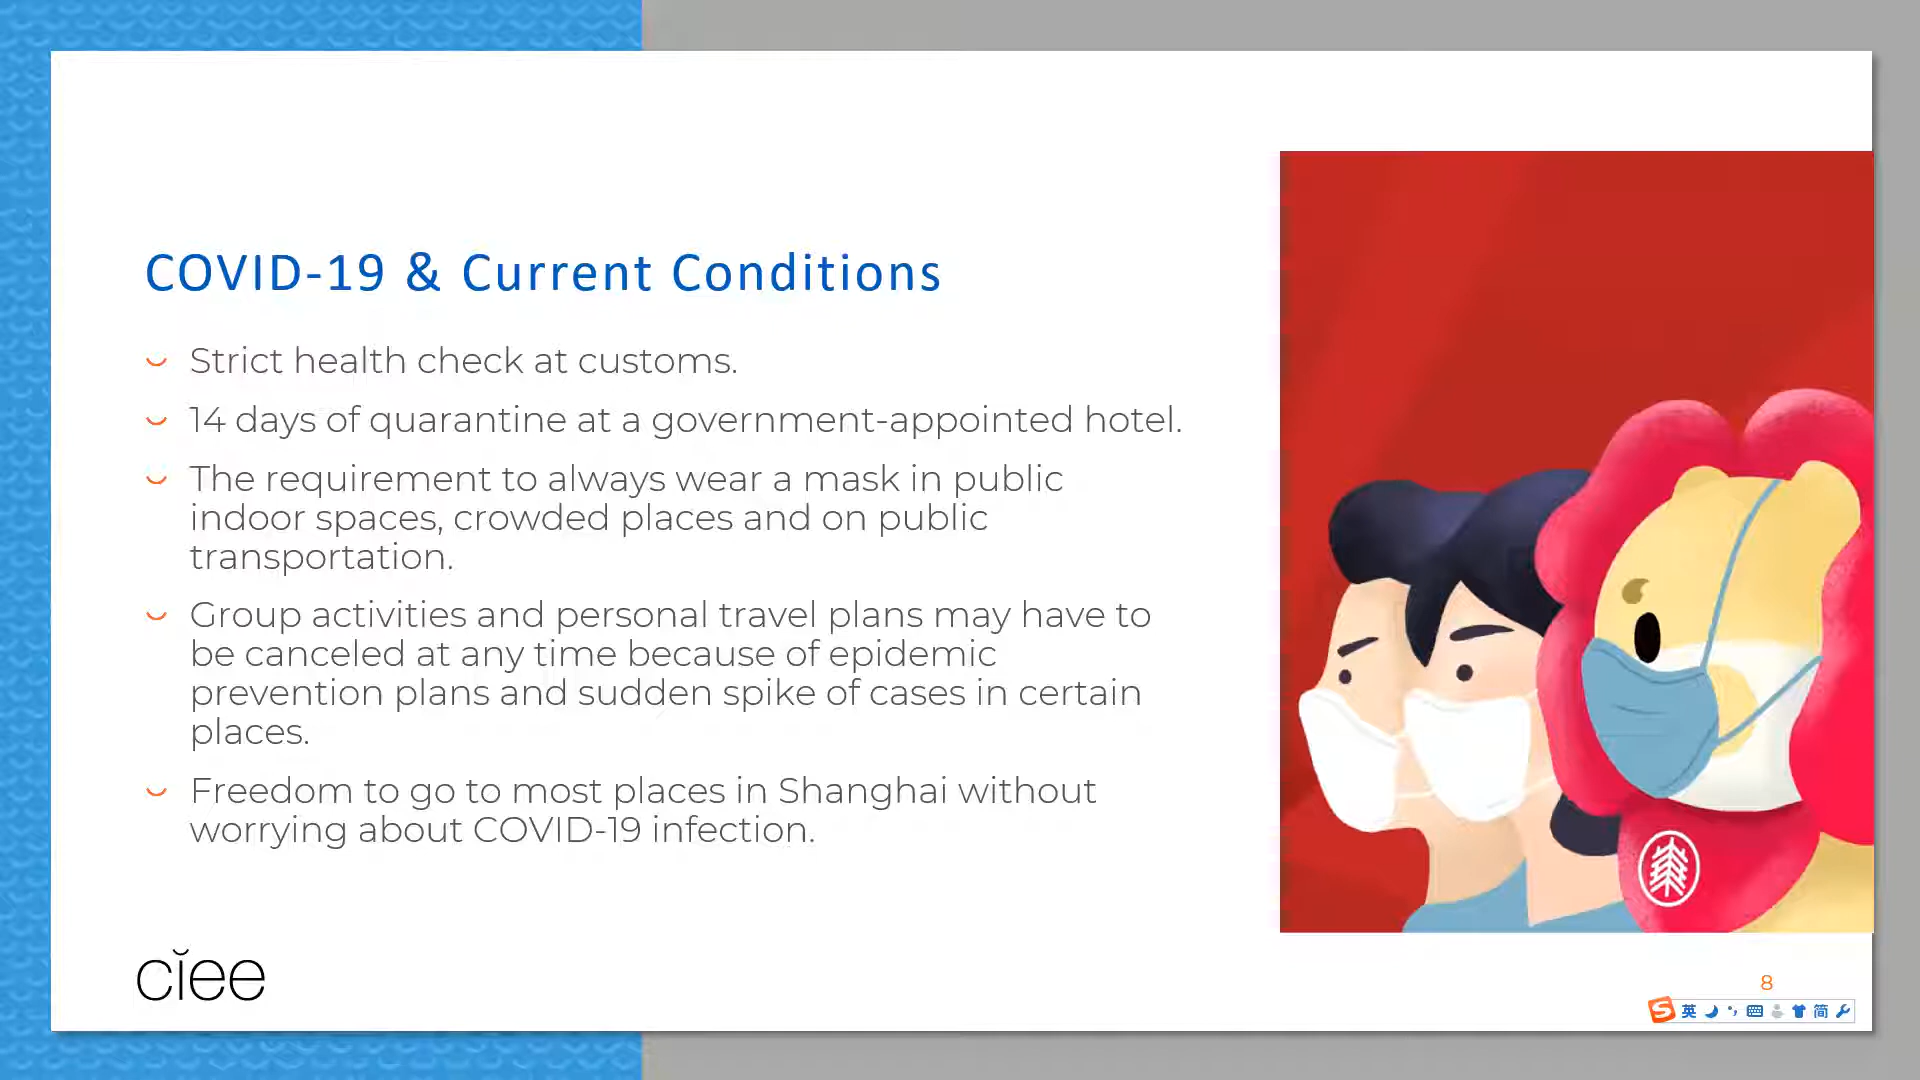 COVID-19 & Current Conditions
Strict health check at customs.
14 days of quarantine at a government-appointed hotel.
The requirement to always wear a mask in public
indoor spaces, crowded places and on public
transportation.
Group activities and personal travel plans may have to
be canceled at any time because of epidemic
prevention plans and sudden spike of cases in certain
places.
Freedom to go to most places in Shanghai without
worrying about COVID-19 infection.
ciee
8
S 英 简